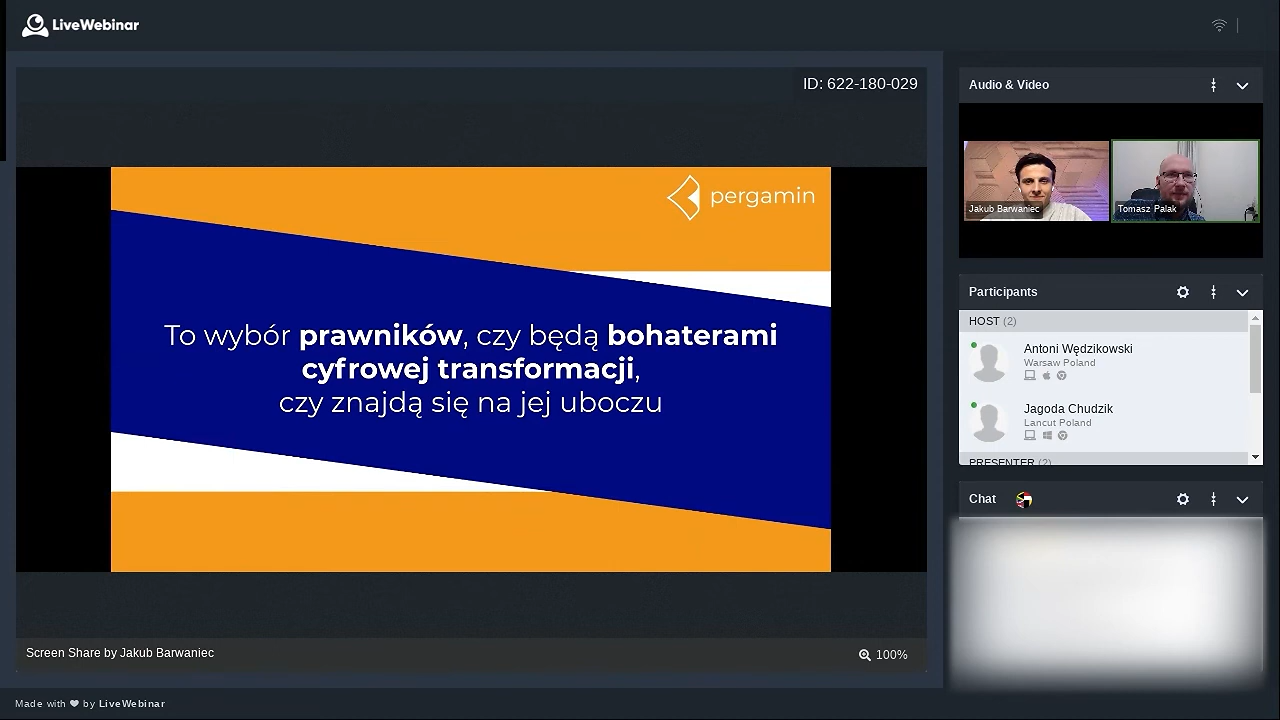 LiveWebinar
ID: 622-180-029
pergamin
To wybór prawników, czy będą bohaterami
cyfrowej transformacji,
czy znajdą się na jej uboczu
Screen Share by Jakub Barwaniec
100%
Audio & Video
Jakub Barwaniec
Tomasz Palak
Participants
HOST (2)
Antoni Wędzikowski
Warsaw Poland
Jagoda Chudzik
Lancut Poland
PRESENTER (2)
Chat
Made with ❤ by LiveWebinar